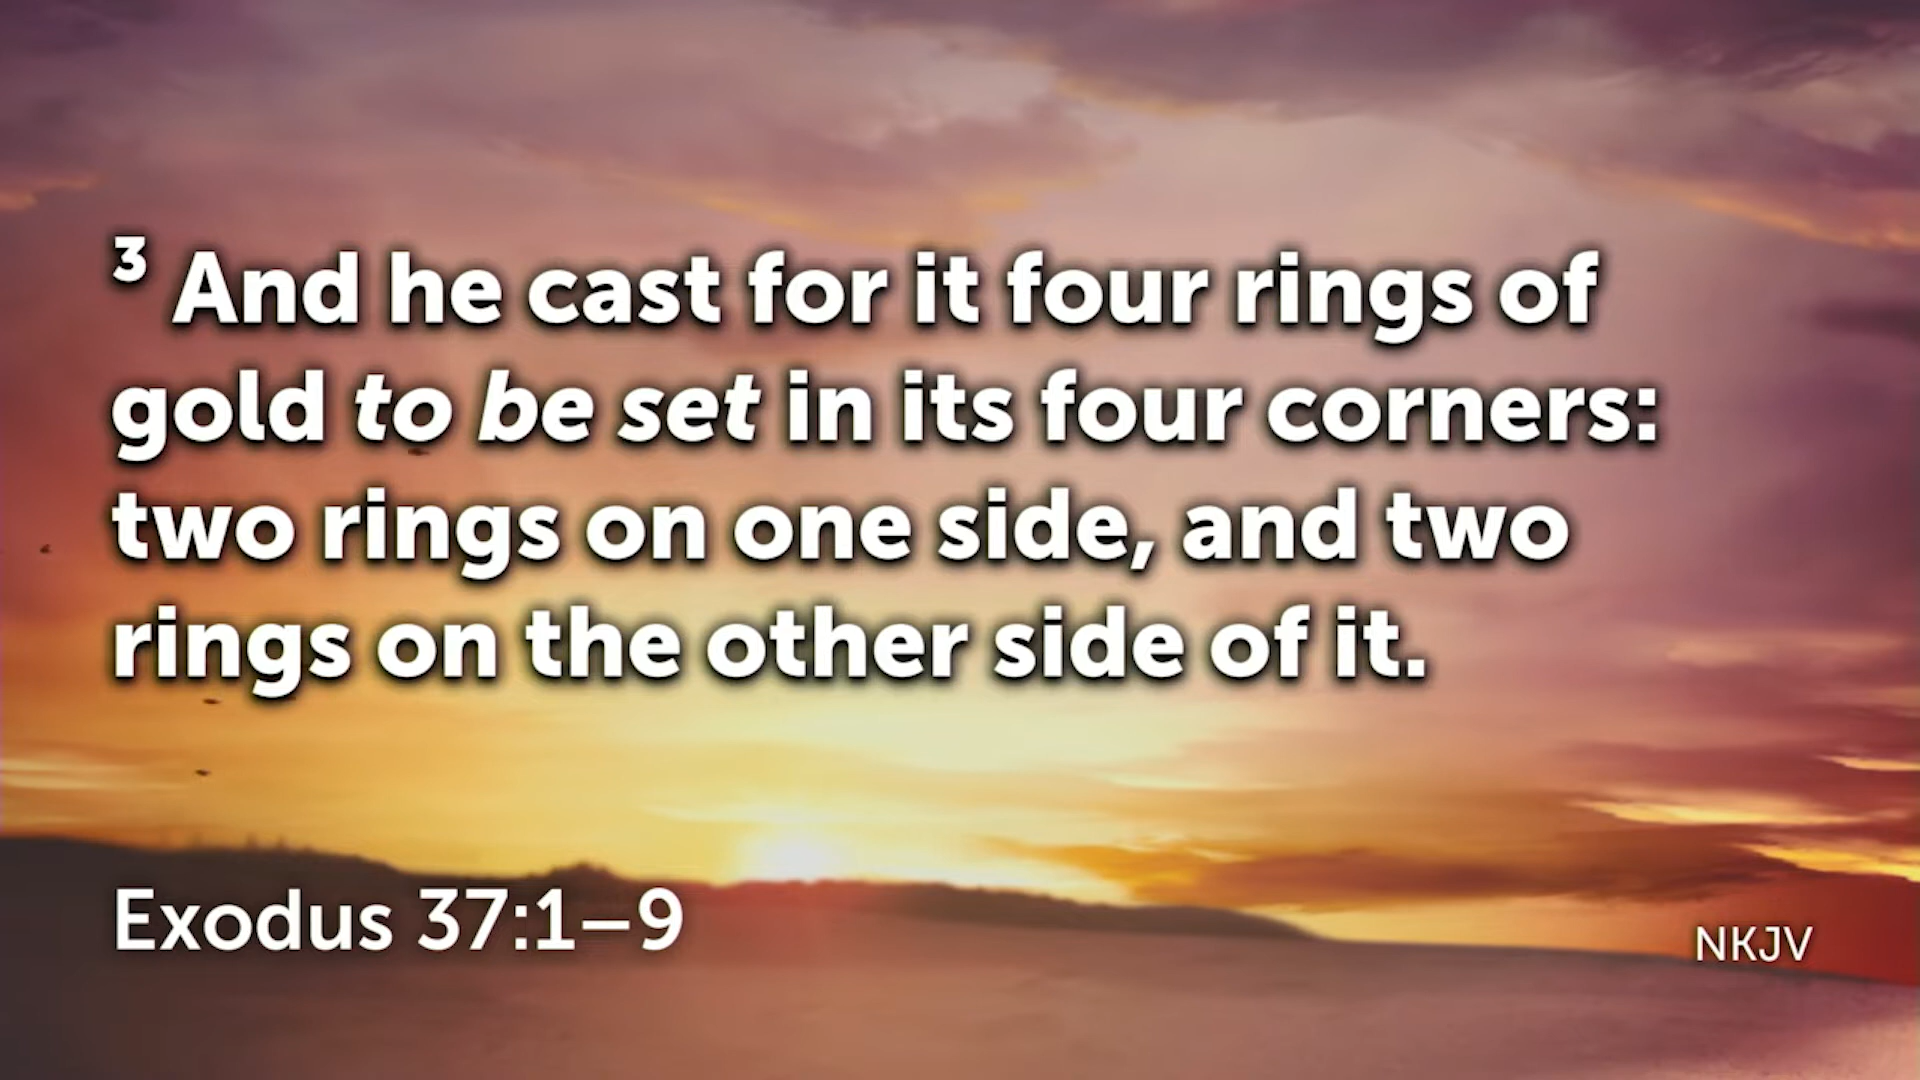 ³ And he cast for it four rings of
gold to be set in its four corners:
two rings on one side, and two
rings on the other side of it.
Exodus 37:1–9
NKJV